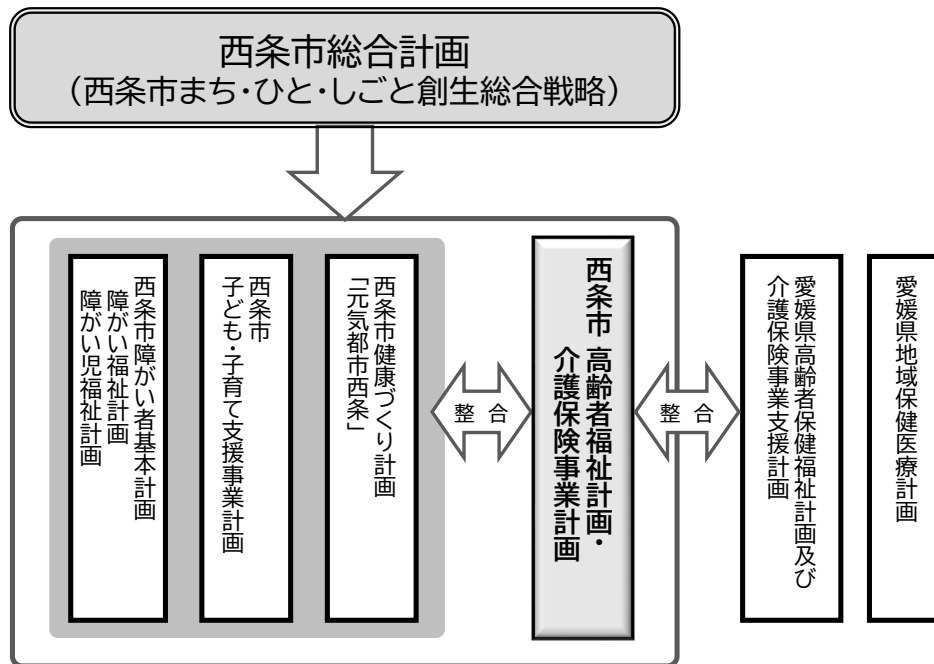 西条市総合計画
（西条市まち・ひと・しごと創生総合戦略）
西条市障がい者基本計画
障がい福祉計画
障がい児福祉計画
西条市
子ども・子育て支援事業計画
西条市健康づくり計画
「元気都市西条」
整 合
西条市 高齢者福祉計画・
介護保険事業計画
整 合
愛媛県高齢者保健福祉計画及び
介護保険事業支援計画
愛媛県地域保健医療計画